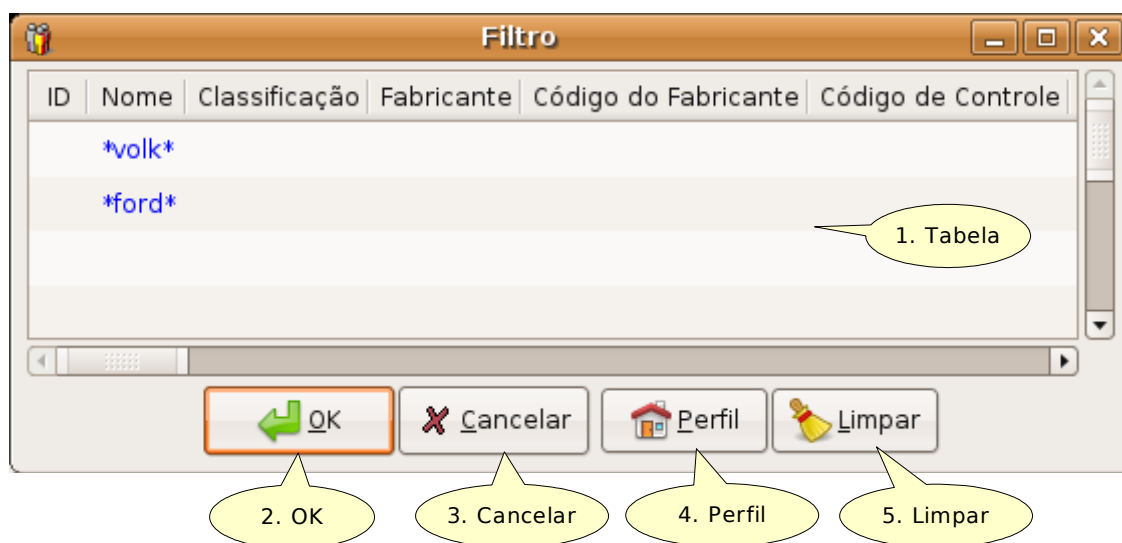 Filtro
ID Nome Classificação Fabricante Código do Fabricante Código de Controle
*volk*
*ford*
1. Tabela
OK Cancelar Perfil Limpar
2. OK 3. Cancelar 4. Perfil 5. Limpar